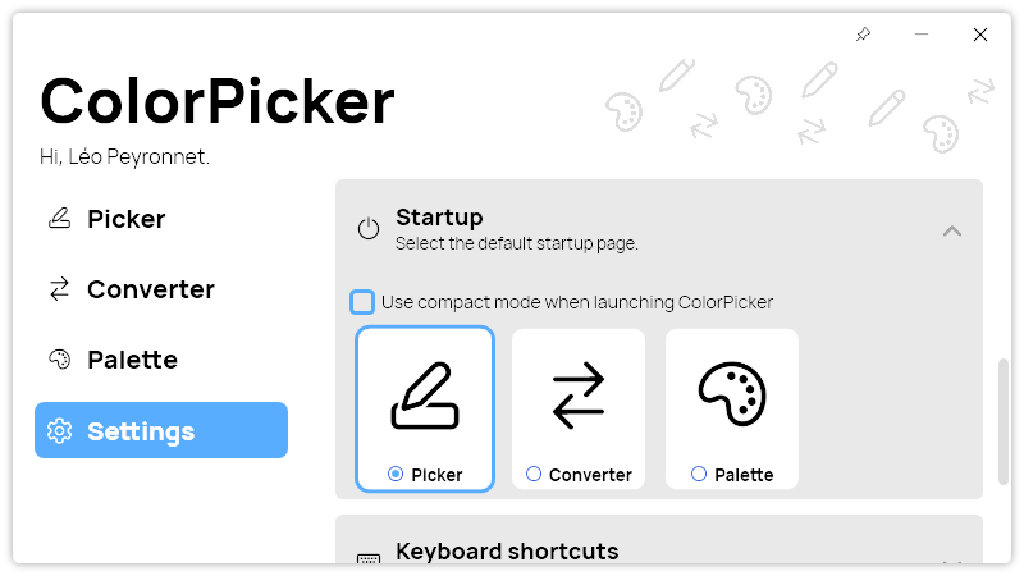 ColorPicker
Hi, Léo Peyronnet.
Picker
Converter
Palette
Settings
Startup
Select the default startup page.
Use compact mode when launching ColorPicker
Picker
Converter
Palette
Keyboard shortcuts